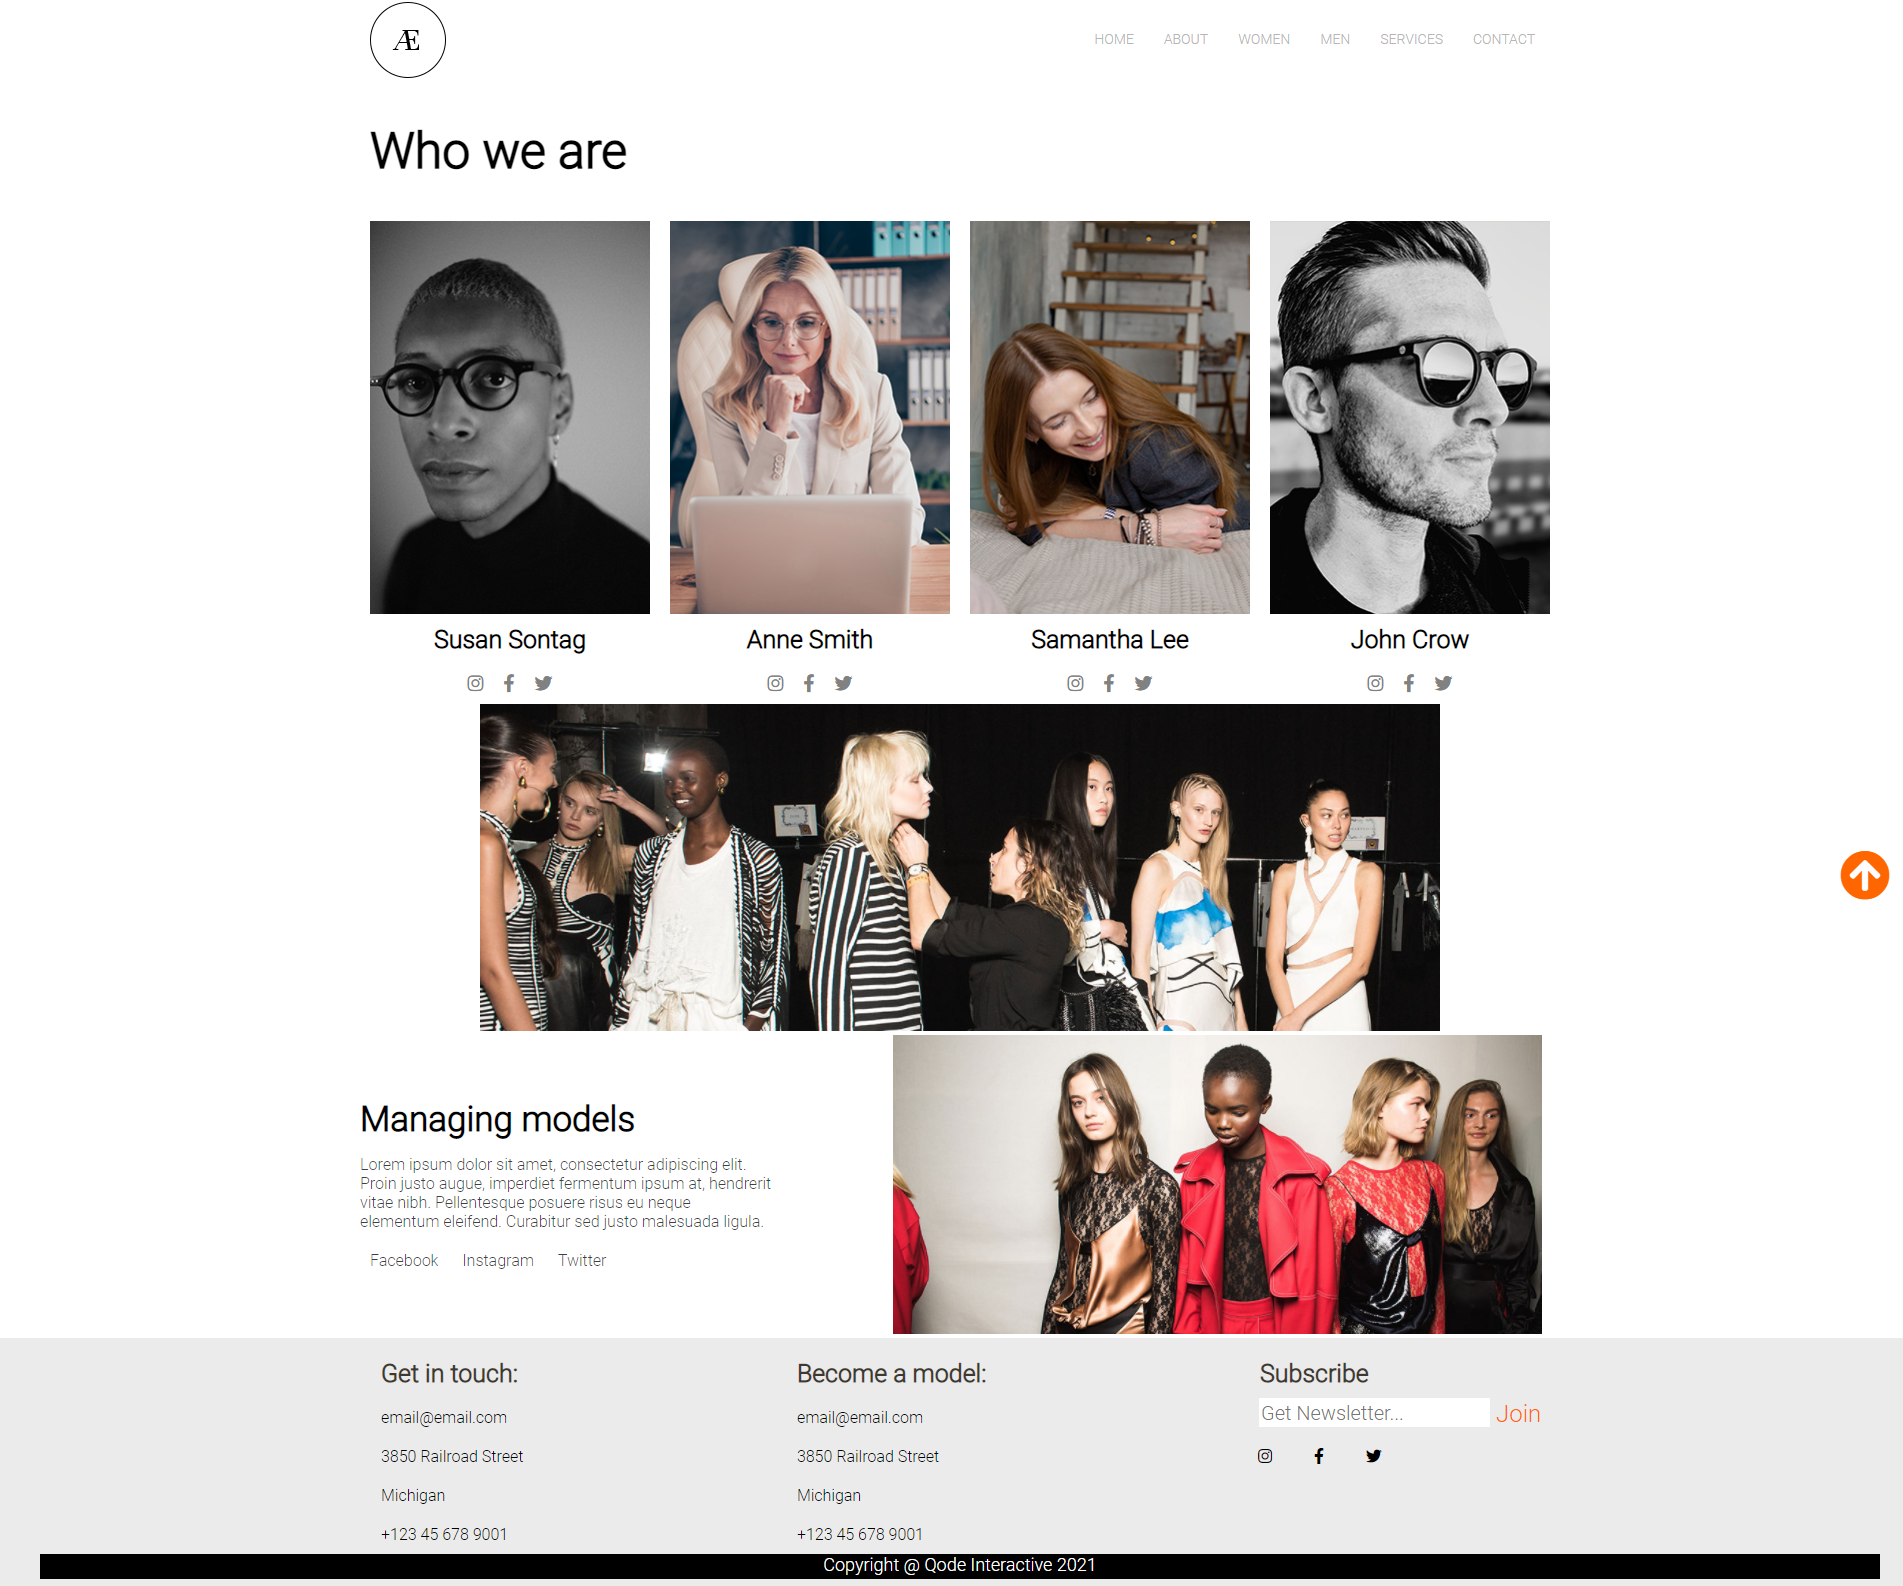 Æ
HOME ABOUT WOMEN MEN SERVICES CONTACT
Who we are
Susan Sontag
Anne Smith
Samantha Lee
John Crow
Managing models
Lorem ipsum dolor sit amet, consectetur adipiscing elit.
Proin justo augue, imperdiet fermentum ipsum at, hendrerit
vitae nibh. Pellentesque posuere risus eu neque
elementum eleifend. Curabitur sed justo malesuada ligula.
Facebook Instagram Twitter
Get in touch:
email@email.com
3850 Railroad Street
Michigan
+123 45 678 9001
Become a model:
email@email.com
3850 Railroad Street
Michigan
+123 45 678 9001
Subscribe
Get Newsletter... Join
Copyright @ Qode Interactive 2021